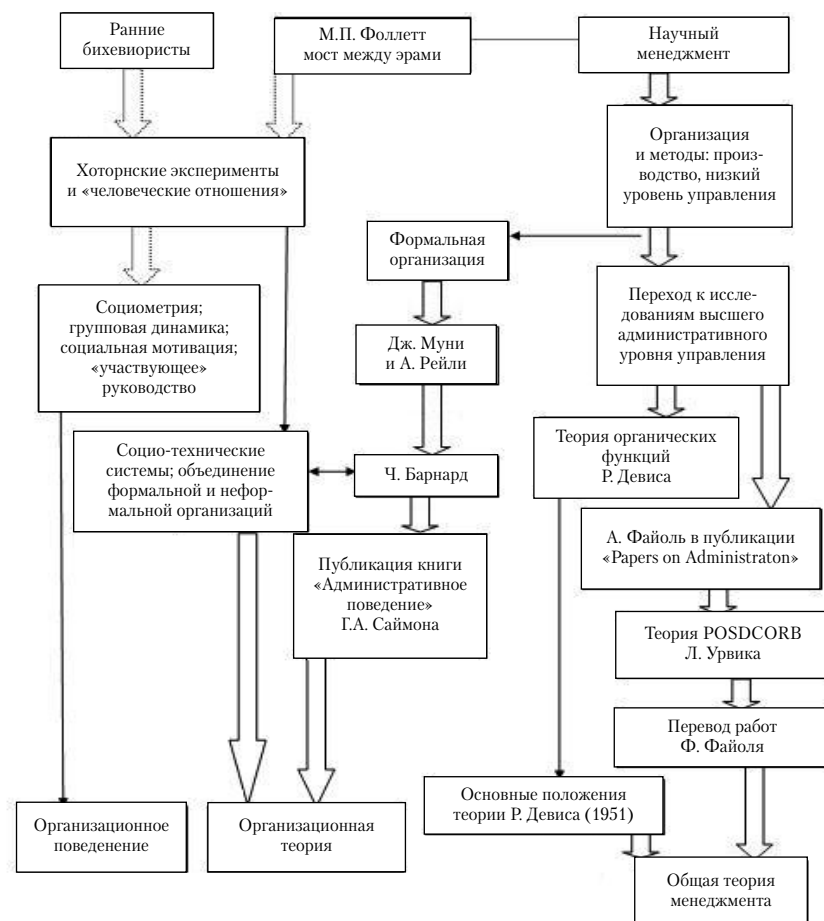 Ранние
бихевиористы
М.П. Фоллетт
мост между эрами
Научный
менеджмент
Хоторнские эксперименты
и «человеческие отношения»
Организация
и методы: произ-
водство, низкий
уровень управления
Формальная
организация
Социометрия;
групповая динамика;
социальная мотивация;
«участвующее»
руководство
Переход к иссле-
дованиям высшего
административного
уровня управления
Дж. Муни
и А. Рейли
Социо-технические
системы; объединение
формальной и нефор-
мальной организаций
Ч. Барнард
Теория органических
функций
Р. Девиса
А. Файоль в публикации
«Papers on Administraton»
Публикация книги
«Административное
поведение»
Г.А. Саймона
Теория POSDCORB
Л. Урвика
Перевод работ
Ф. Файоля
Основные положения
теории Р. Девиса (1951)
Организационное
поведенение
Организационная
теория
Общая теория
менеджмента